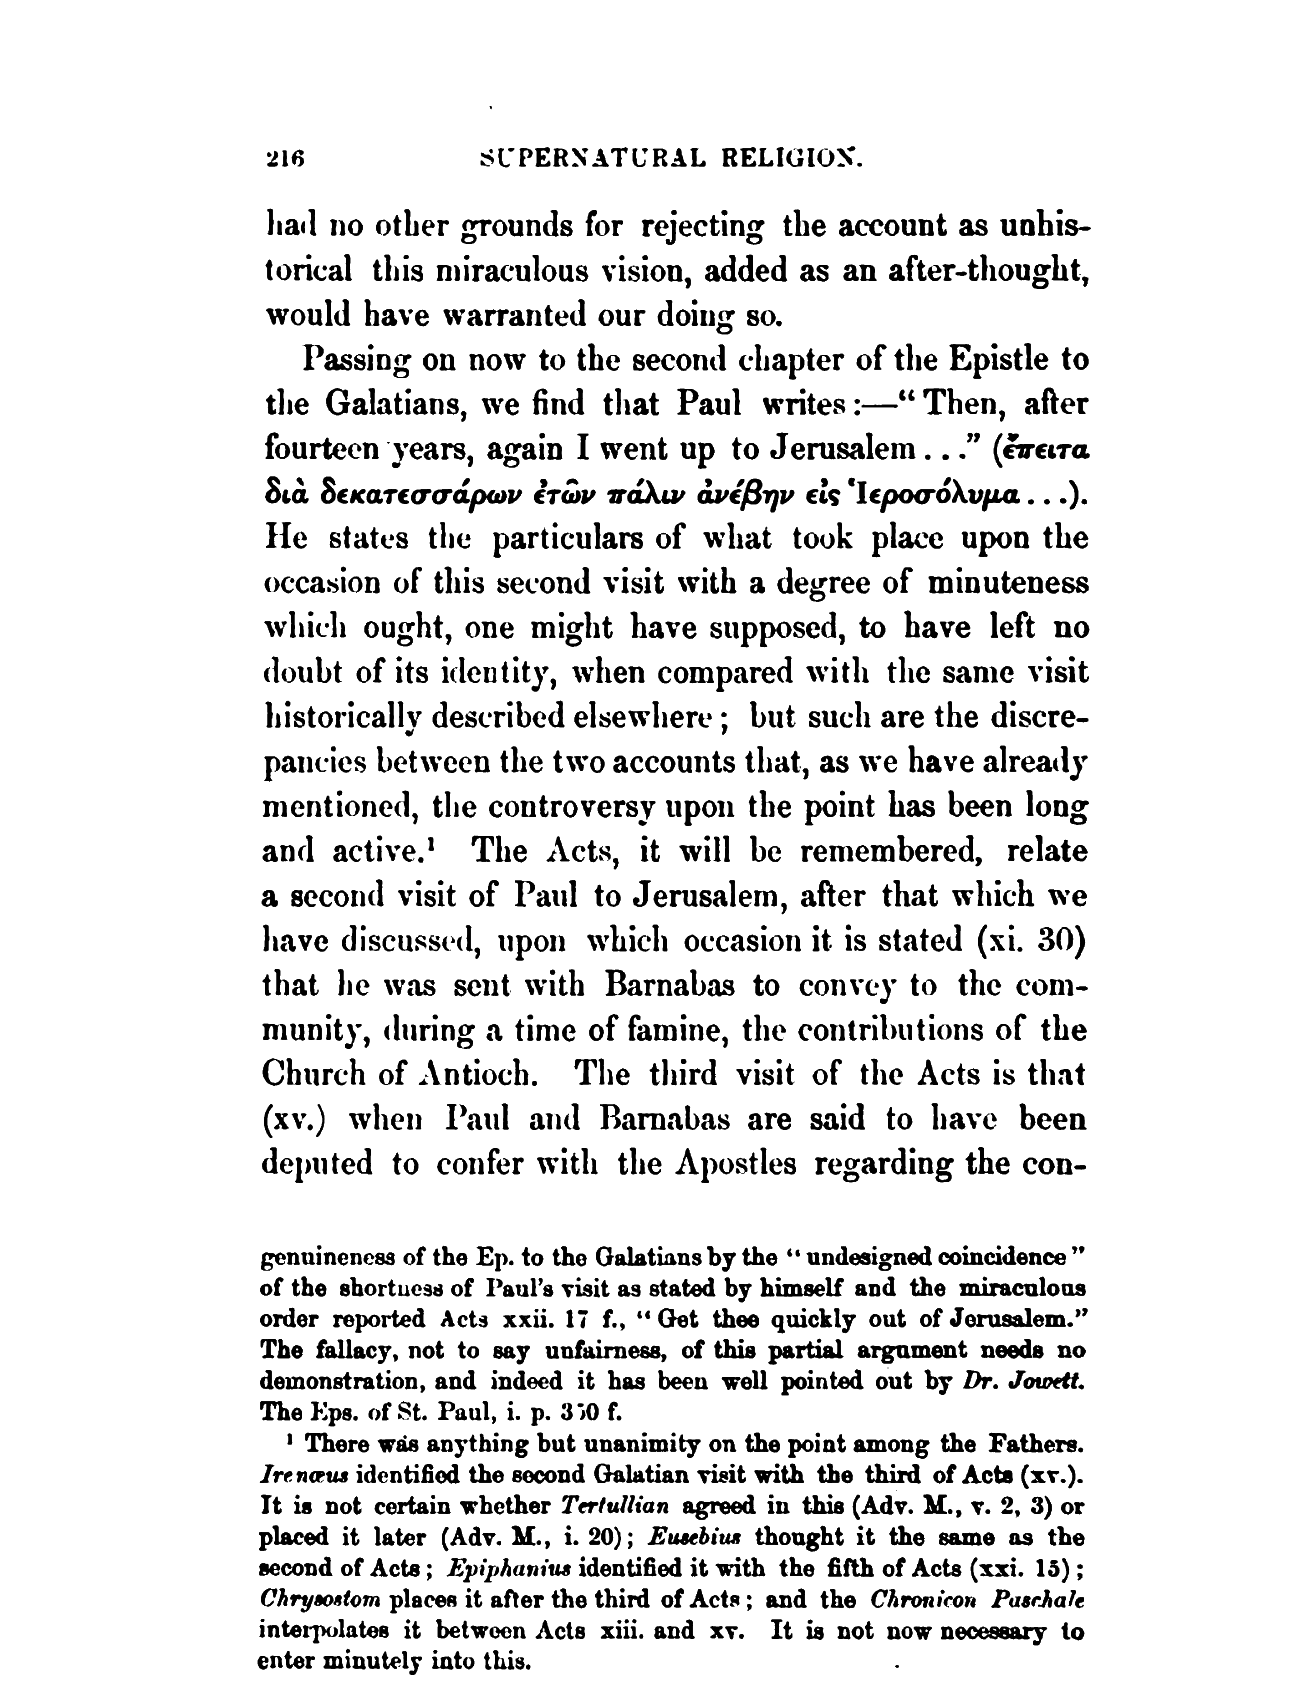 216 SUPERNATURAL RELIGION.
had no other grounds for rejecting the account as unhis-
torical this miraculous vision, added as an after-thought,
would have warranted our doing so.
Passing on now to the second chapter of the Epistle to
the Galatians, we find that Paul writes:—“Then, after
fourteen years, again I went up to Jerusalem . . .” (ἔπειτα
διὰ δεκατεσσάρων ἐτῶν πάλιν ἀνέβην εἰς Ἱεροσόλυμα . . .).
He states the particulars of what took place upon the
occasion of this second visit with a degree of minuteness
which ought, one might have supposed, to have left no
doubt of its identity, when compared with the same visit
historically described elsewhere; but such are the discre-
pancies between the two accounts that, as we have already
mentioned, the controversy upon the point has been long
and active.¹ The Acts, it will be remembered, relate
a second visit of Paul to Jerusalem, after that which we
have discussed, upon which occasion it is stated (xi. 30)
that he was sent with Barnabas to convey to the com-
munity, during a time of famine, the contributions of the
Church of Antioch. The third visit of the Acts is that
(xv.) when Paul and Barnabas are said to have been
deputed to confer with the Apostles regarding the con-
genuineness of the Ep. to the Galatians by the “undesigned coincidence”
of the shortness of Paul’s visit as stated by himself and the miraculous
order reported Acts xxii. 17 f., “Get thee quickly out of Jerusalem.”
The fallacy, not to say unfairness, of this partial argument needs no
demonstration, and indeed it has been well pointed out by Dr. Jowett.
The Eps. of St. Paul, i. p. 350 f.
¹ There was anything but unanimity on the point among the Fathers.
Irenæus identified the second Galatian visit with the third of Acts (xv.).
It is not certain whether Tertullian agreed in this (Adv. M., v. 2, 3) or
placed it later (Adv. M., i. 20); Eusebius thought it the same as the
second of Acts; Epiphanius identified it with the fifth of Acts (xxi. 15);
Chrysostom places it after the third of Acts; and the Chronicon Paschale
interpolates it between Acts xiii. and xv. It is not now necessary to
enter minutely into this.